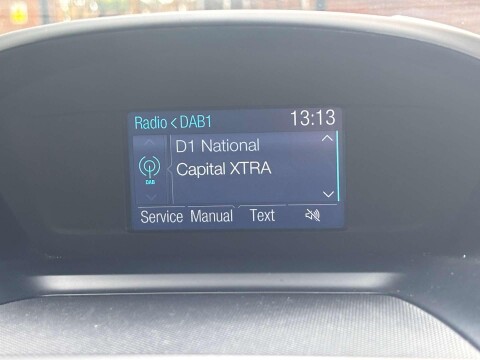 Radio < DAB1 13:13
D1 National
Capital XTRA
DAB
Service Manual Text